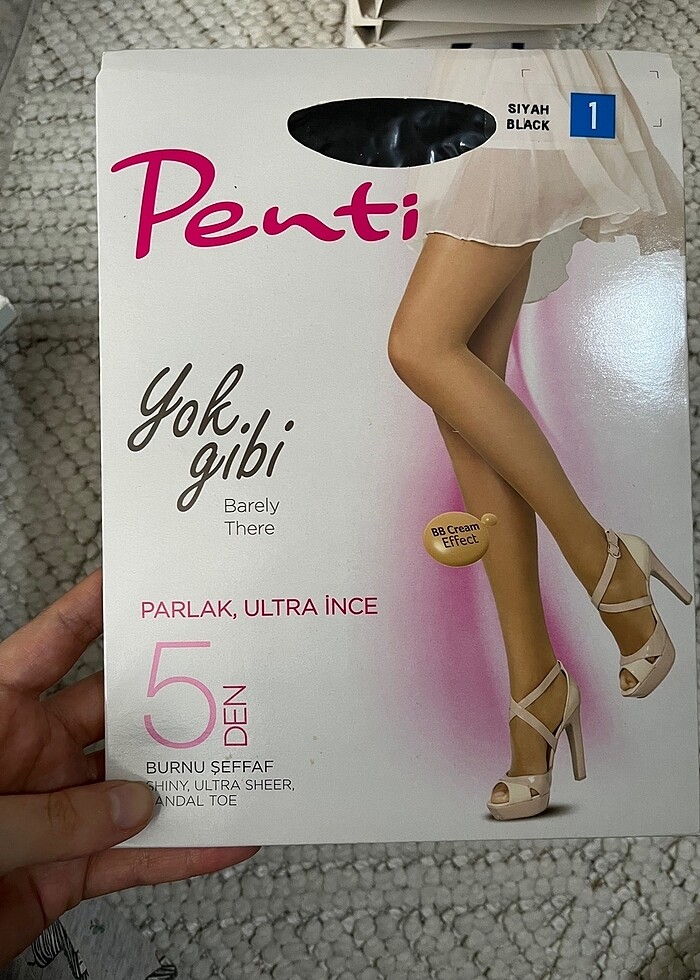 SIYAH
BLACK
1
Penti
Yok
gibi
Barely
There
BB Cream
Effect
PARLAK, ULTRA İNCE
5
DEN
BURNU ŞEFFAF
SHINY, ULTRA SHEER,
SANDAL TOE